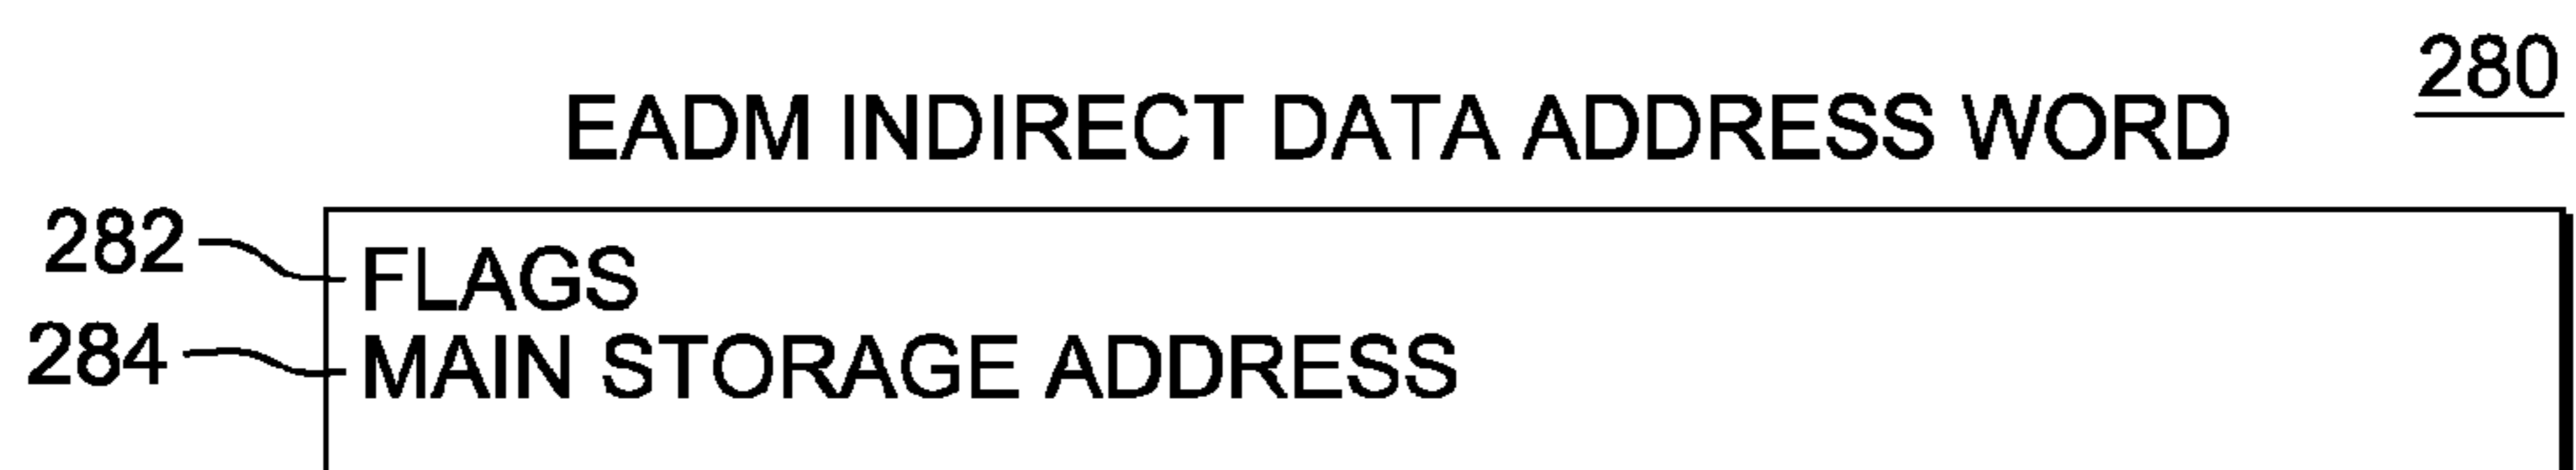 280
EADM INDIRECT DATA ADDRESS WORD
282 FLAGS
284 MAIN STORAGE ADDRESS